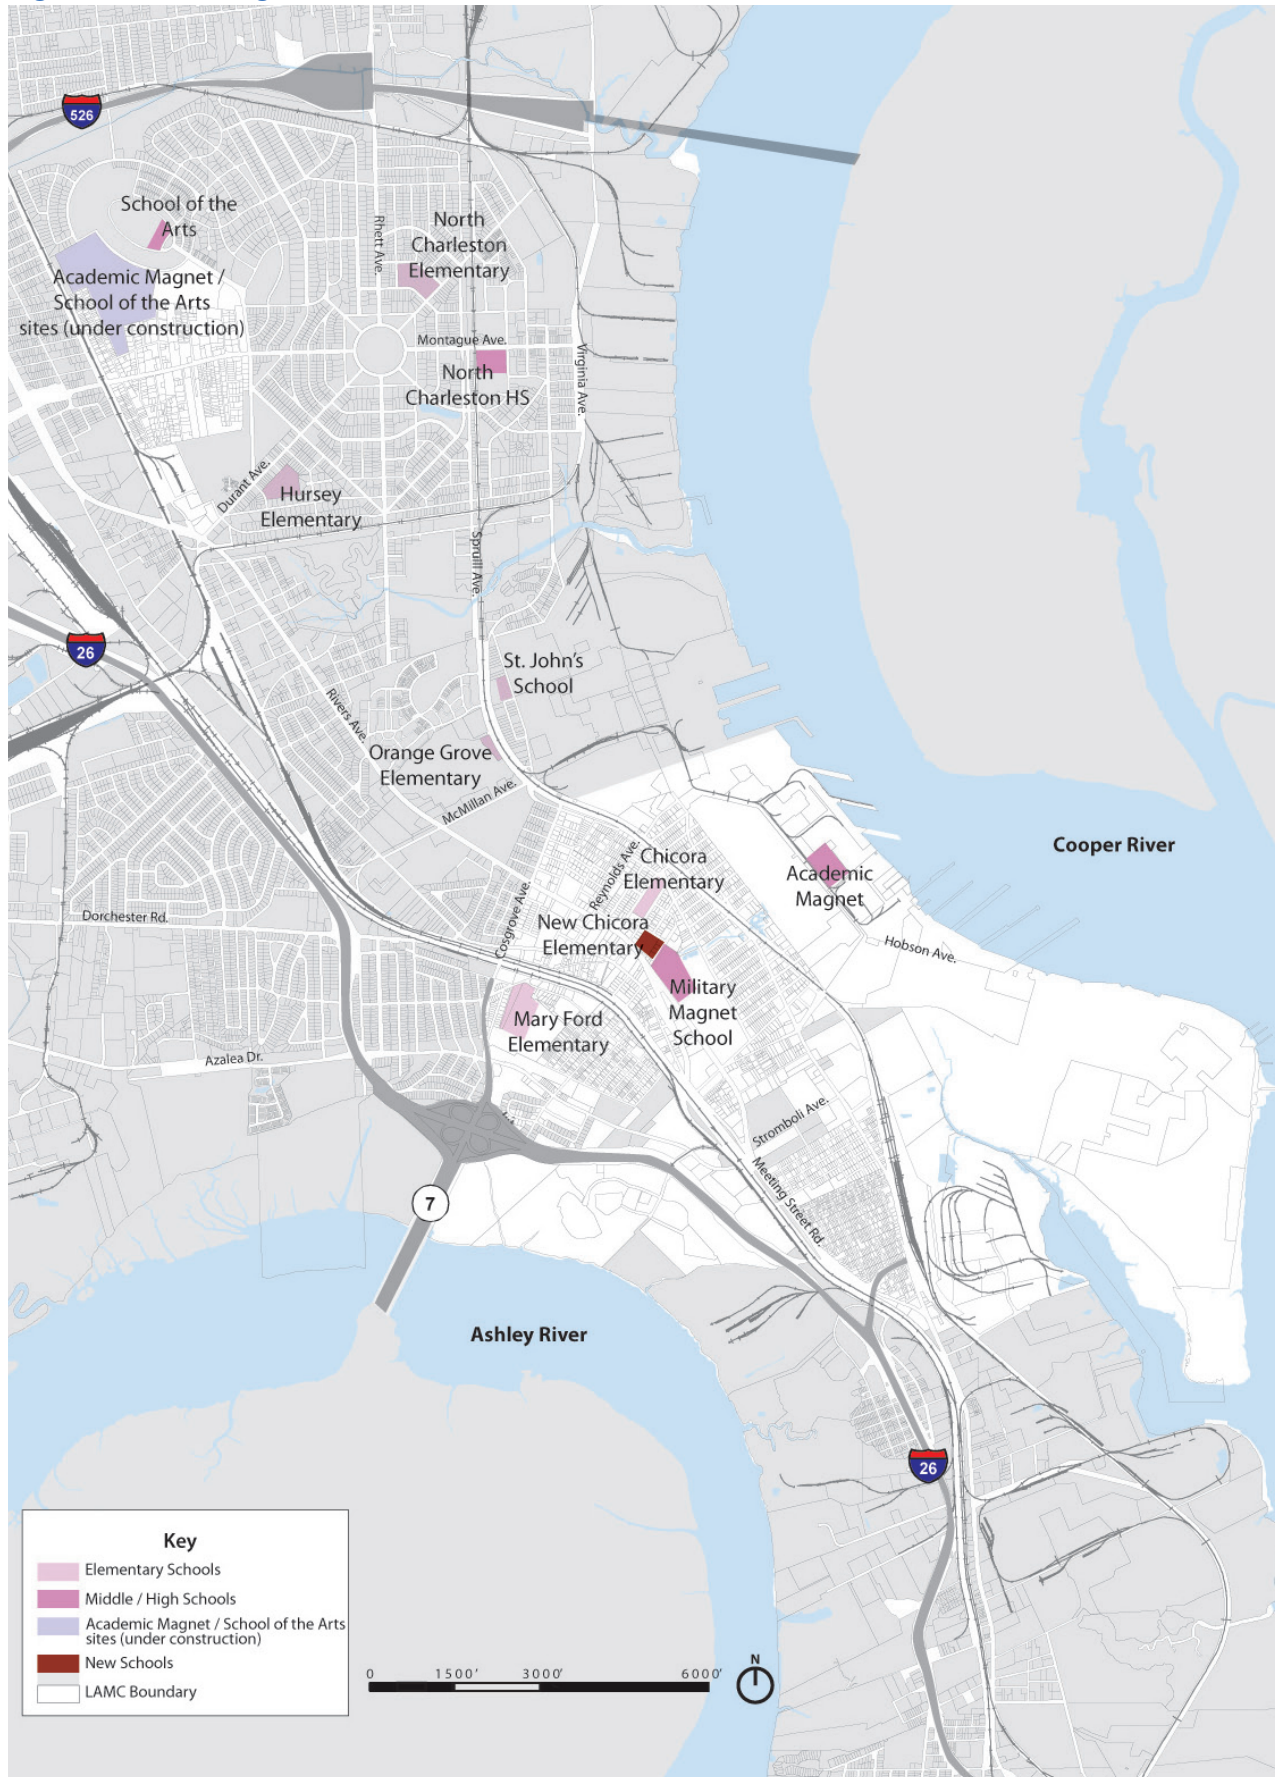 526
School of the
Arts
North
Charleston
Elementary
Rhett Ave.
Academic Magnet /
School of the Arts
sites (under construction)
Montague Ave.
Virginia Ave.
North
Charleston HS
Durant Ave.
Hursey
Elementary
Spruill Ave.
26
St. John's
School
Rivers Ave.
Orange Grove
Elementary
McMillan Ave.
Cooper River
Reynolds Ave.
Chicora
Elementary
Academic
Magnet
Cosgrove Ave.
Dorchester Rd.
New Chicora
Elementary
Hobson Ave.
Military
Magnet
School
Mary Ford
Elementary
Azalea Dr.
Stromboli Ave.
Meeting Street Rd.
7
Ashley River
26
Key
Elementary Schools
Middle / High Schools
Academic Magnet / School of the Arts
sites (under construction)
New Schools
LAMC Boundary
0 1500' 3000' 6000'
N